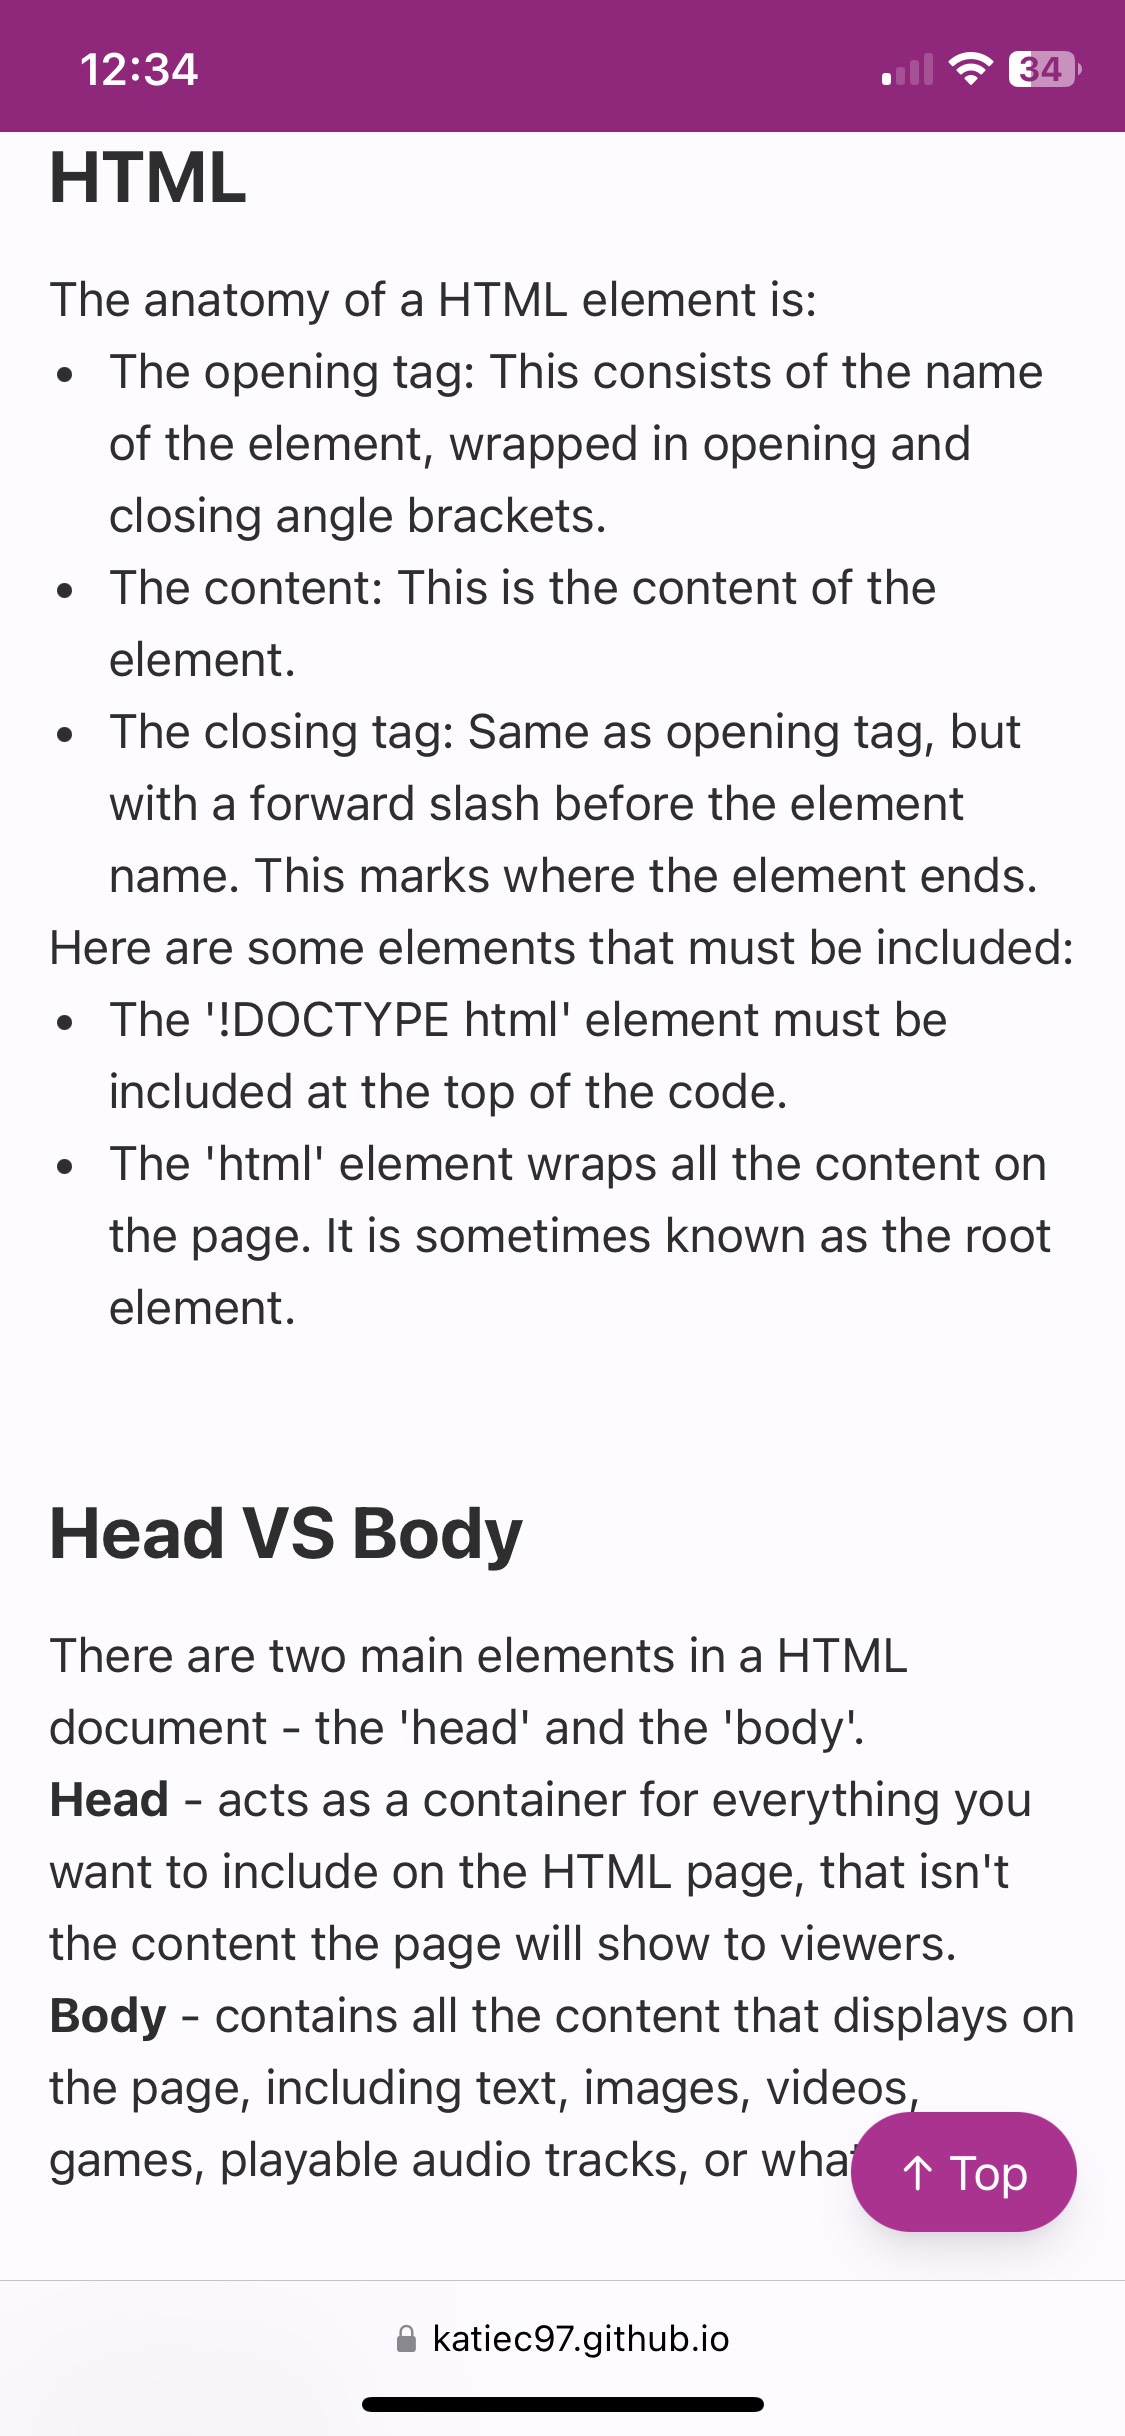 12:34
34
HTML
The anatomy of a HTML element is:
• The opening tag: This consists of the name
of the element, wrapped in opening and
closing angle brackets.
• The content: This is the content of the
element.
• The closing tag: Same as opening tag, but
with a forward slash before the element
name. This marks where the element ends.
Here are some elements that must be included:
• The '!DOCTYPE html' element must be
included at the top of the code.
• The 'html' element wraps all the content on
the page. It is sometimes known as the root
element.
Head VS Body
There are two main elements in a HTML
document - the 'head' and the 'body'.
Head - acts as a container for everything you
want to include on the HTML page, that isn't
the content the page will show to viewers.
Body - contains all the content that displays on
the page, including text, images, videos,
games, playable audio tracks, or
↑ Top
katiec97.github.io